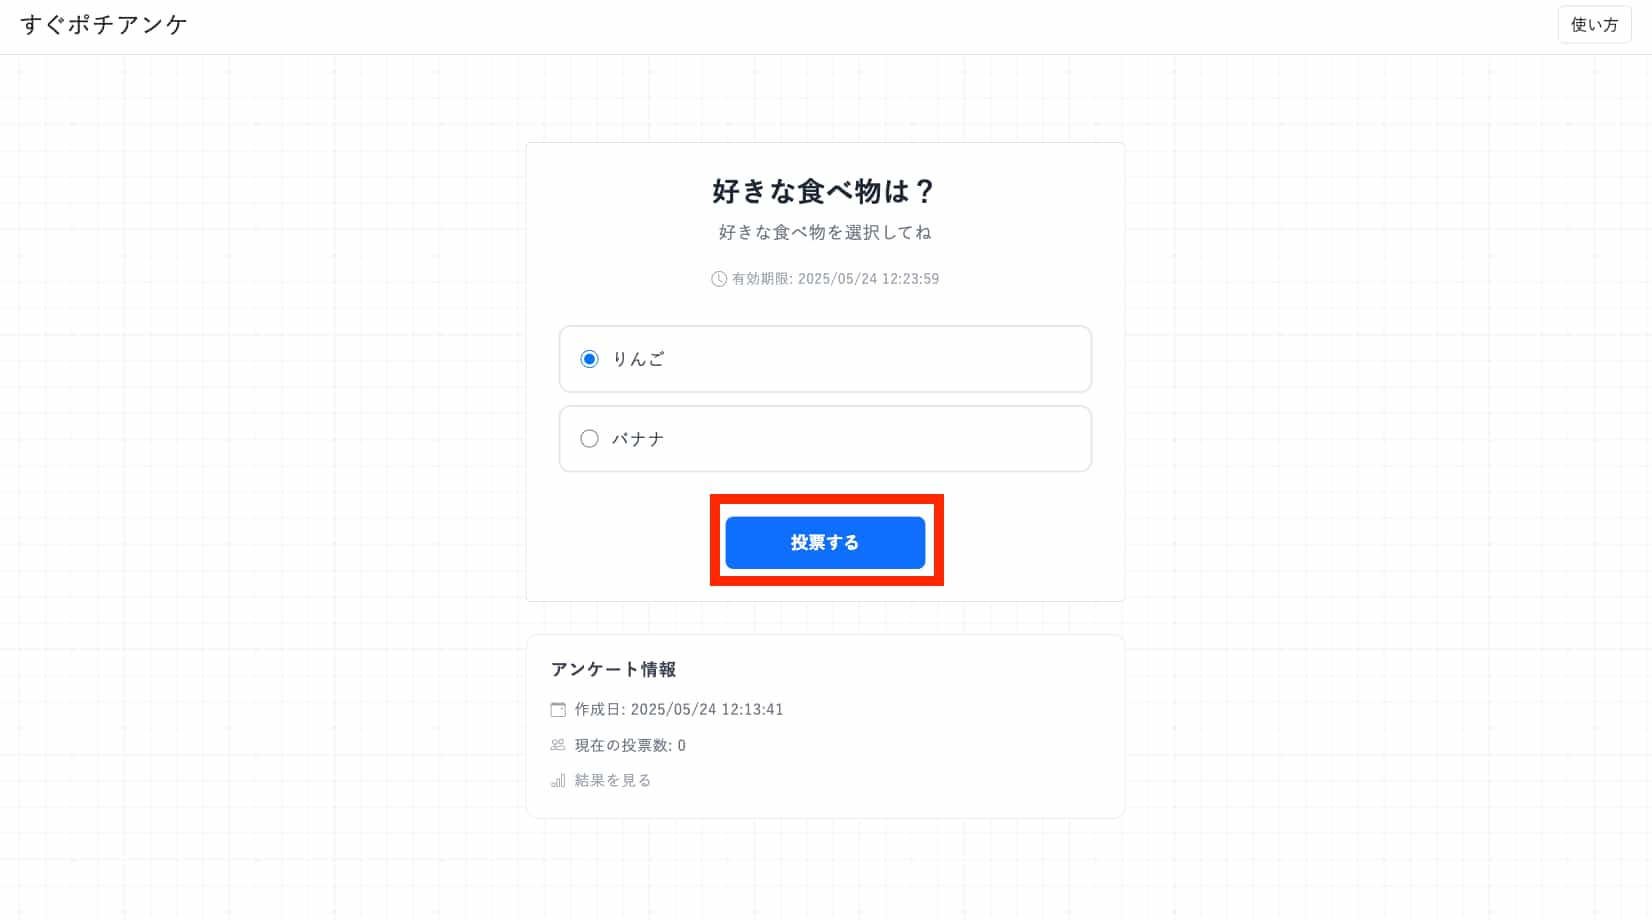 すぐポチアンケ
使い方
好きな食べ物は？
好きな食べ物を選択してね
有効期限: 2025/05/24 12:23:59
りんご
バナナ
投票する
アンケート情報
作成日: 2025/05/24 12:13:41
現在の投票数: 0
結果を見る